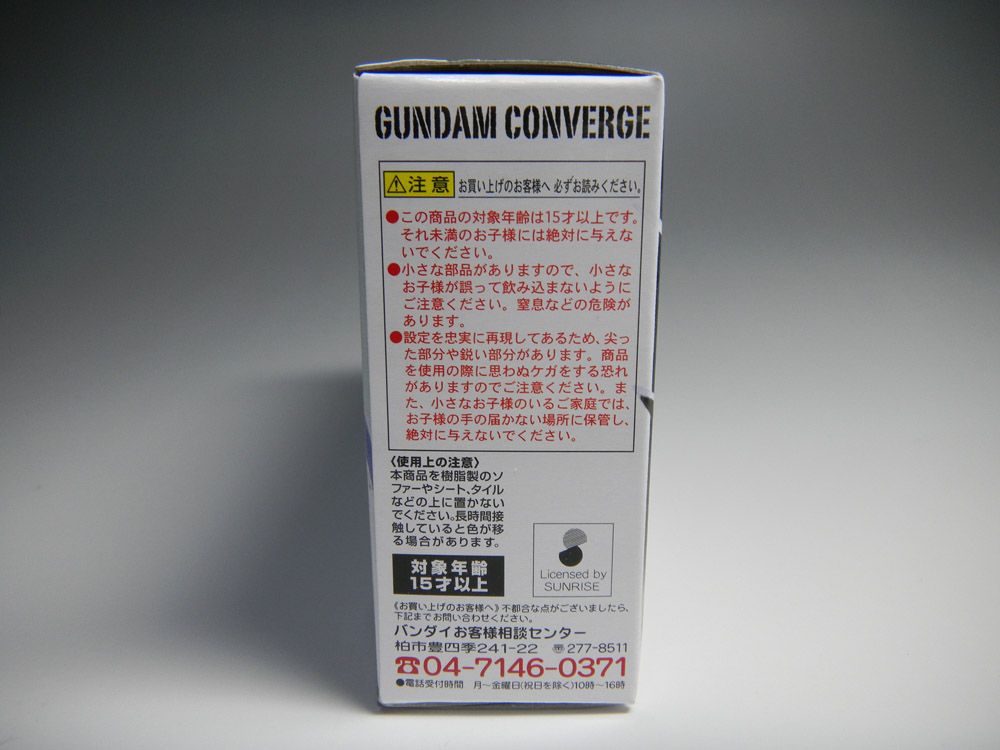 GUNDAM CONVERGE
⚠注意 お買い上げのお客様へ 必ずお読みください。
●この商品の対象年齢は15才以上です。
それ未満のお子様には絶対に与えな
いでください。
●小さな部品がありますので、小さな
お子様が誤って飲み込まないように
ご注意ください。窒息などの危険が
あります。
●設定を忠実に再現してあるため、尖っ
た部分や鋭い部分があります。商品
を使用の際に思わぬケガをする恐れ
がありますのでご注意ください。ま
た、小さなお子様のいるご家庭では、
お子様の手の届かない場所に保管し、
絶対に与えないでください。
〈使用上の注意〉
本商品を樹脂製のソ
ファーやシート、タイル
などの上に置かない
でください。長時間接
触していると色が移
る場合があります。
対象年齢
15才以上
Licensed by
SUNRISE
《お買い上げのお客様へ》不都合な点がございましたら、
下記までお問い合わせください。
バンダイお客様相談センター
柏市豊四季241-22 〠277-8511
☎04-7146-0371
●電話受付時間 月〜金曜日(祝日を除く)10時〜16時